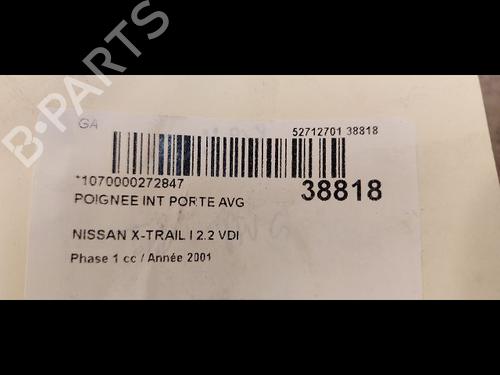 B-PARTS
GA
52712701 38818
*1070000272847
38818
POIGNEE INT PORTE AVG
NISSAN X-TRAIL I 2.2 VDI
Phase 1 cc / Année 2001